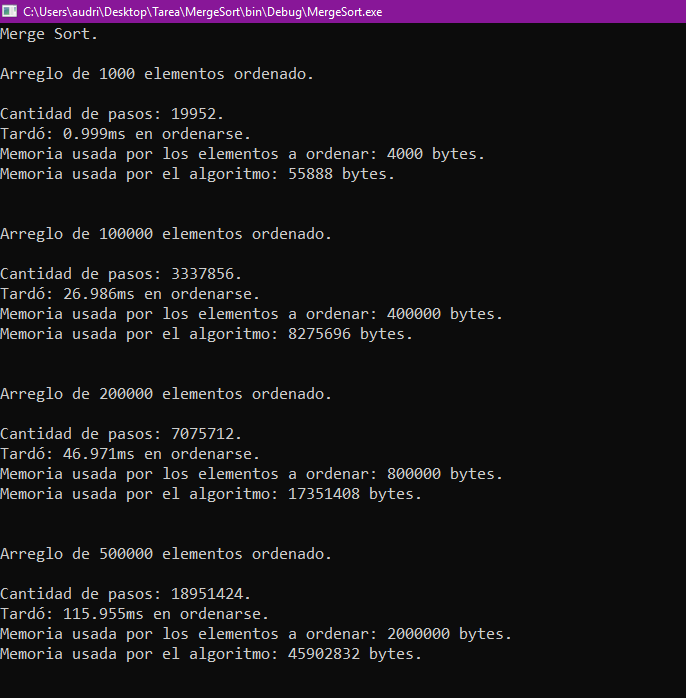 C:\Users\audri\Desktop\Tarea\MergeSort\bin\Debug\MergeSort.exe
Merge Sort.
Arreglo de 1000 elementos ordenado.
Cantidad de pasos: 19952.
Tardó: 0.999ms en ordenarse.
Memoria usada por los elementos a ordenar: 4000 bytes.
Memoria usada por el algoritmo: 55888 bytes.
Arreglo de 100000 elementos ordenado.
Cantidad de pasos: 3337856.
Tardó: 26.986ms en ordenarse.
Memoria usada por los elementos a ordenar: 400000 bytes.
Memoria usada por el algoritmo: 8275696 bytes.
Arreglo de 200000 elementos ordenado.
Cantidad de pasos: 7075712.
Tardó: 46.971ms en ordenarse.
Memoria usada por los elementos a ordenar: 800000 bytes.
Memoria usada por el algoritmo: 17351408 bytes.
Arreglo de 500000 elementos ordenado.
Cantidad de pasos: 18951424.
Tardó: 115.955ms en ordenarse.
Memoria usada por los elementos a ordenar: 2000000 bytes.
Memoria usada por el algoritmo: 45902832 bytes.